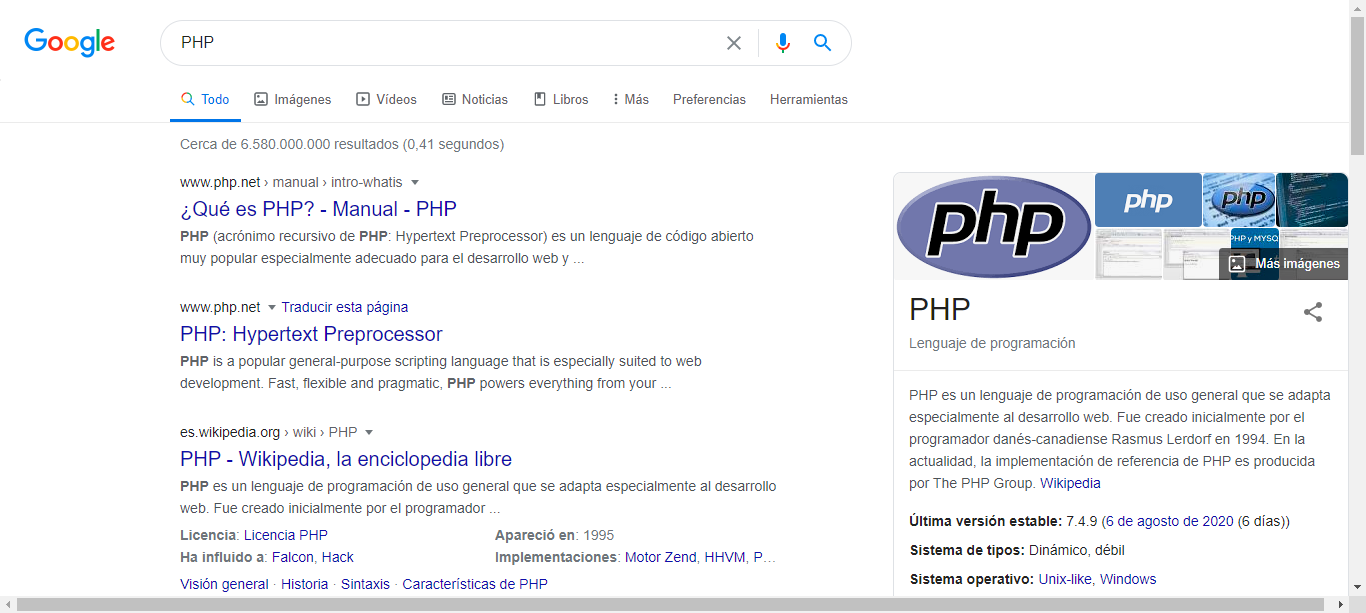 Google
PHP
Todo
Imágenes
Vídeos
Noticias
Libros
Más
Preferencias
Herramientas
Cerca de 6.580.000.000 resultados (0,41 segundos)
www.php.net › manual › intro-whatis
¿Qué es PHP? - Manual - PHP
PHP (acrónimo recursivo de PHP: Hypertext Preprocessor) es un lenguaje de código abierto
muy popular especialmente adecuado para el desarrollo web y ...
www.php.net Traducir esta página
PHP: Hypertext Preprocessor
PHP is a popular general-purpose scripting language that is especially suited to web
development. Fast, flexible and pragmatic, PHP powers everything from your ...
es.wikipedia.org › wiki › PHP
PHP - Wikipedia, la enciclopedia libre
PHP es un lenguaje de programación de uso general que se adapta especialmente al desarrollo
web. Fue creado inicialmente por el programador ...
Licencia: Licencia PHP
Apareció en: 1995
Ha influido a: Falcon, Hack
Implementaciones: Motor Zend, HHVM, P…
Visión general · Historia · Sintaxis · Características de PHP
php
php
php
PHP y MYSQ
Más imágenes
PHP
Lenguaje de programación
PHP es un lenguaje de programación de uso general que se adapta
especialmente al desarrollo web. Fue creado inicialmente por el
programador danés-canadiense Rasmus Lerdorf en 1994. En la
actualidad, la implementación de referencia de PHP es producida
por The PHP Group. Wikipedia
Última versión estable: 7.4.9 (6 de agosto de 2020 (6 días))
Sistema de tipos: Dinámico, débil
Sistema operativo: Unix-like, Windows